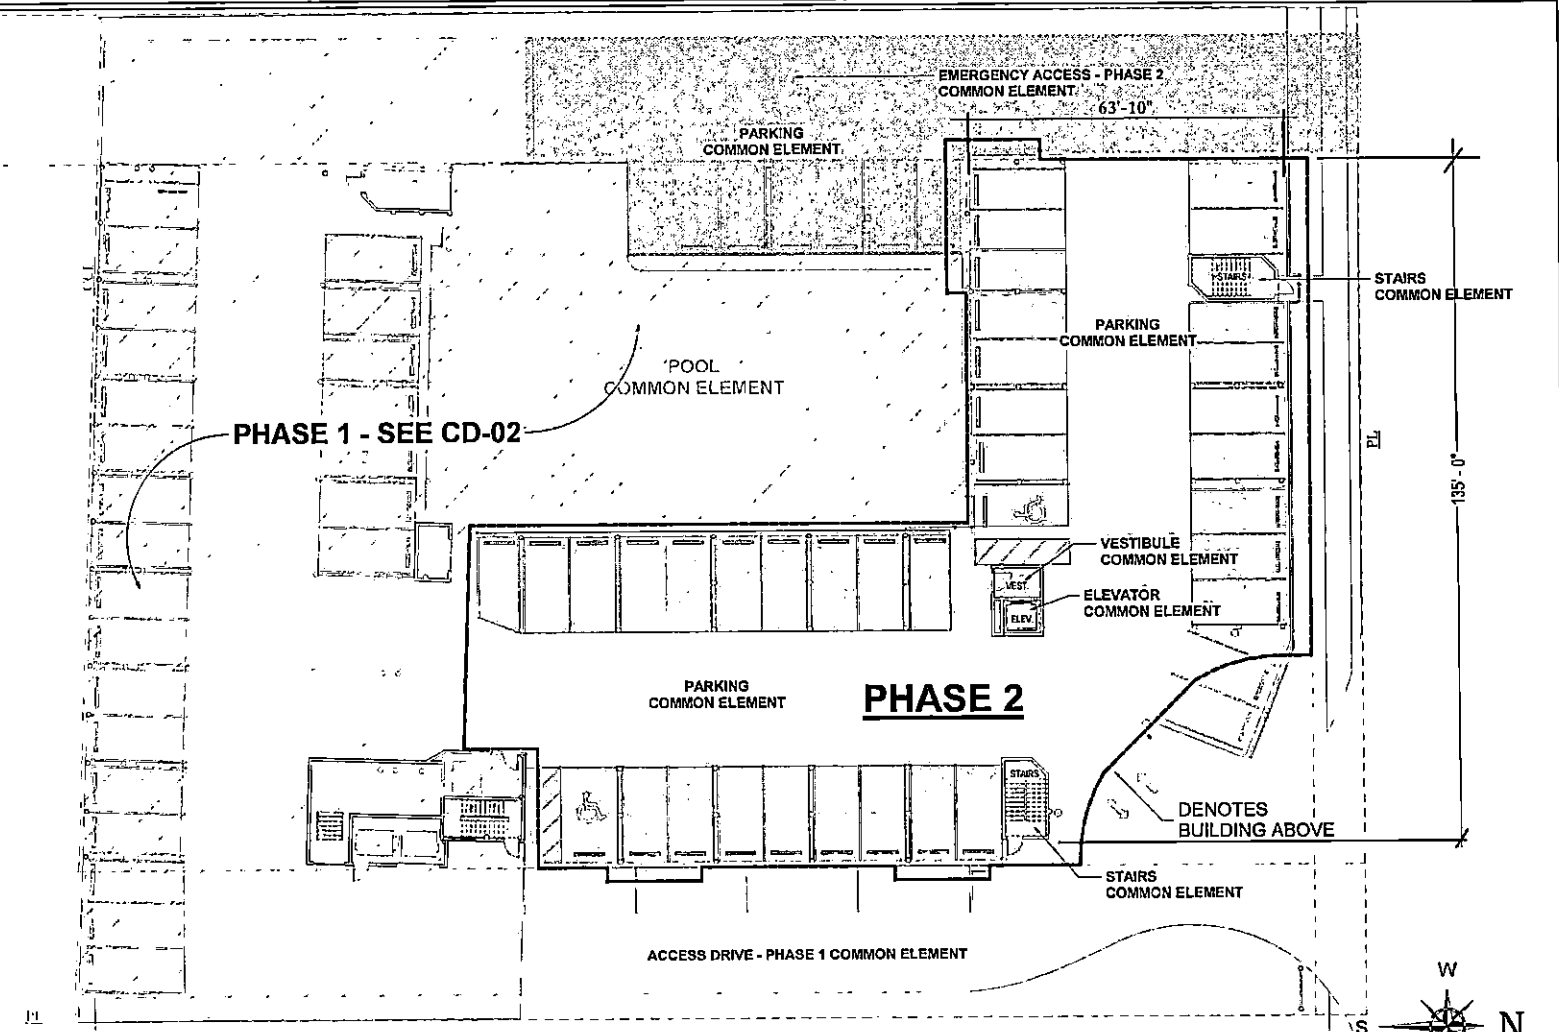 EMERGENCY ACCESS - PHASE 2
COMMON ELEMENT
63'-10"
PARKING
COMMON ELEMENT
STAIRS
STAIRS
COMMON ELEMENT
PARKING
COMMON ELEMENT
POOL
COMMON ELEMENT
PHASE 1 - SEE CD-02
PL
135' - 0"
VESTIBULE
COMMON ELEMENT
VEST.
ELEVATOR
COMMON ELEMENT
ELEV.
PARKING
COMMON ELEMENT
PHASE 2
STAIRS
DENOTES
BUILDING ABOVE
STAIRS
COMMON ELEMENT
ACCESS DRIVE - PHASE 1 COMMON ELEMENT
W
N
S